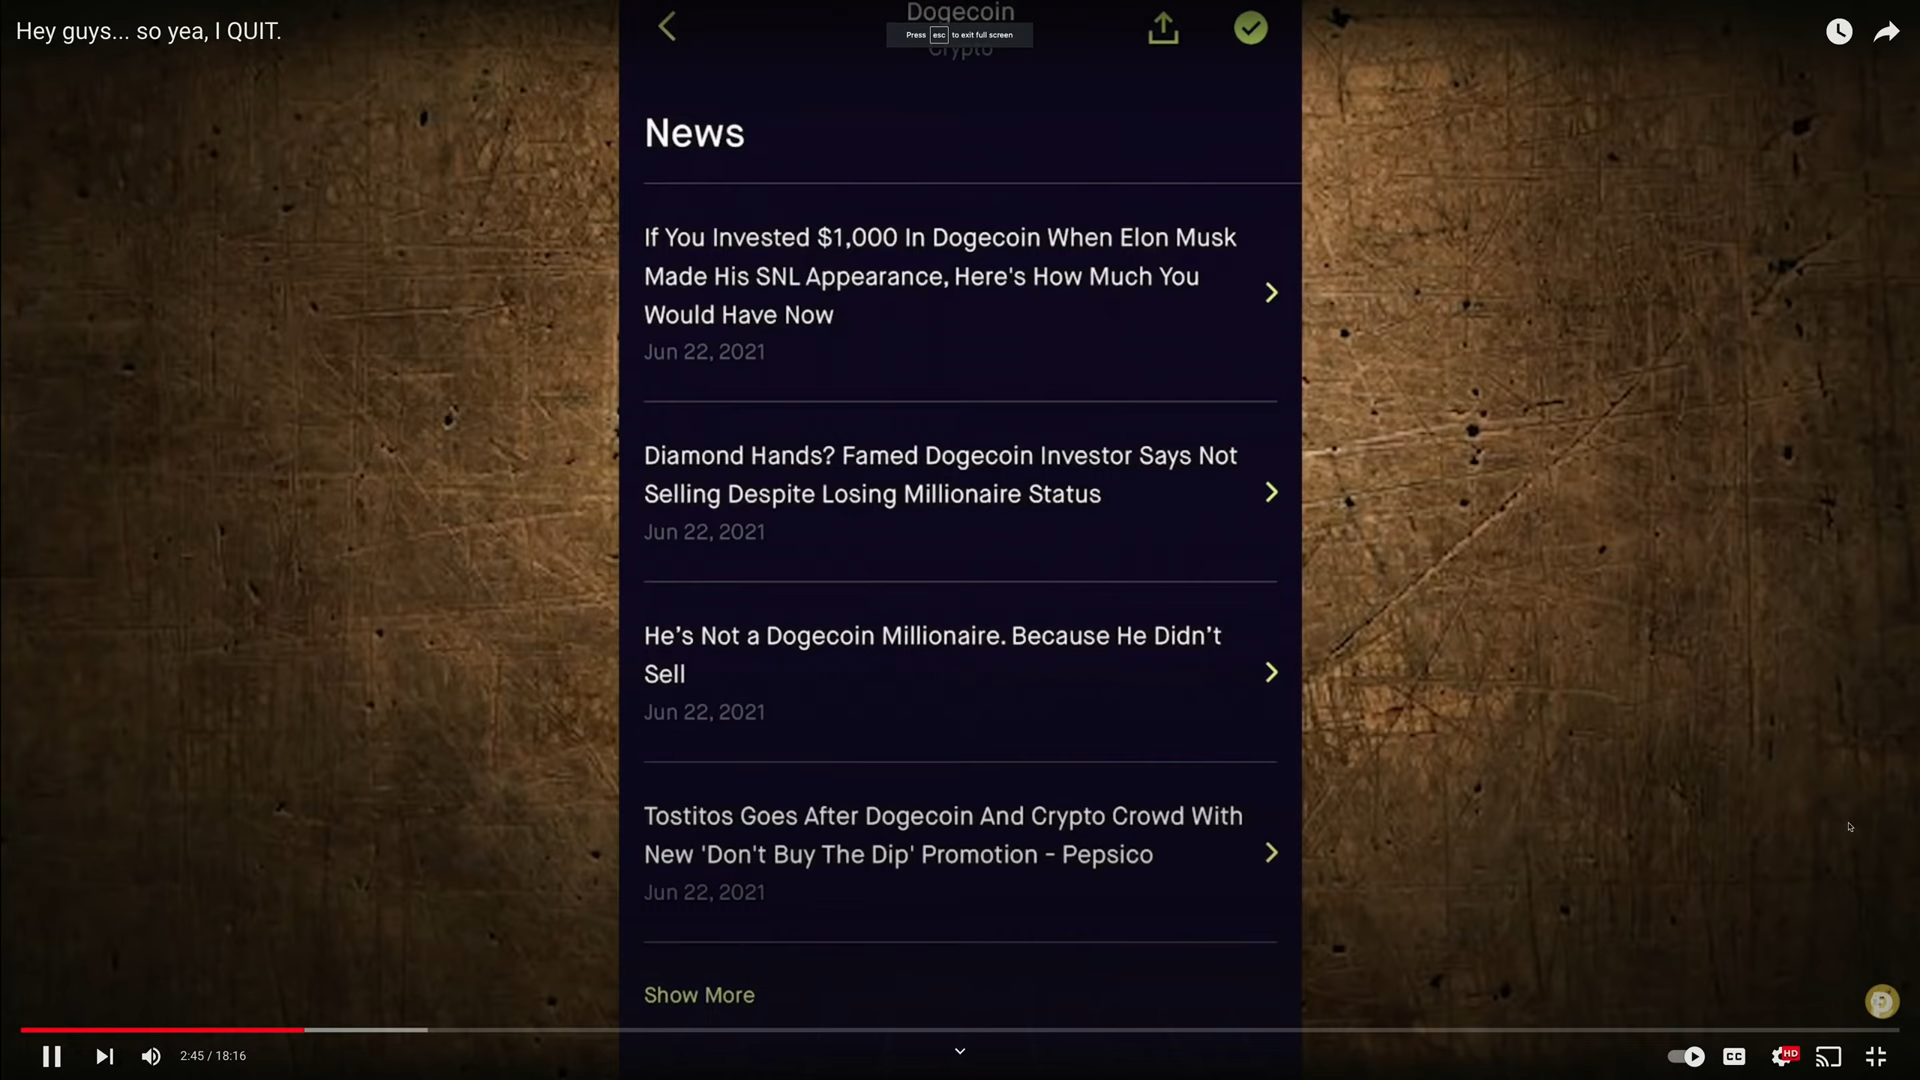 Hey guys... so yea, I QUIT.
Dogecoin
Press esc to exit full screen
Crypto
News
If You Invested $1,000 In Dogecoin When Elon Musk
Made His SNL Appearance, Here's How Much You
Would Have Now
Jun 22, 2021
Diamond Hands? Famed Dogecoin Investor Says Not
Selling Despite Losing Millionaire Status
Jun 22, 2021
He’s Not a Dogecoin Millionaire. Because He Didn’t
Sell
Jun 22, 2021
Tostitos Goes After Dogecoin And Crypto Crowd With
New 'Don't Buy The Dip' Promotion - Pepsico
Jun 22, 2021
Show More
P
2:45 / 18:16
CC
HD